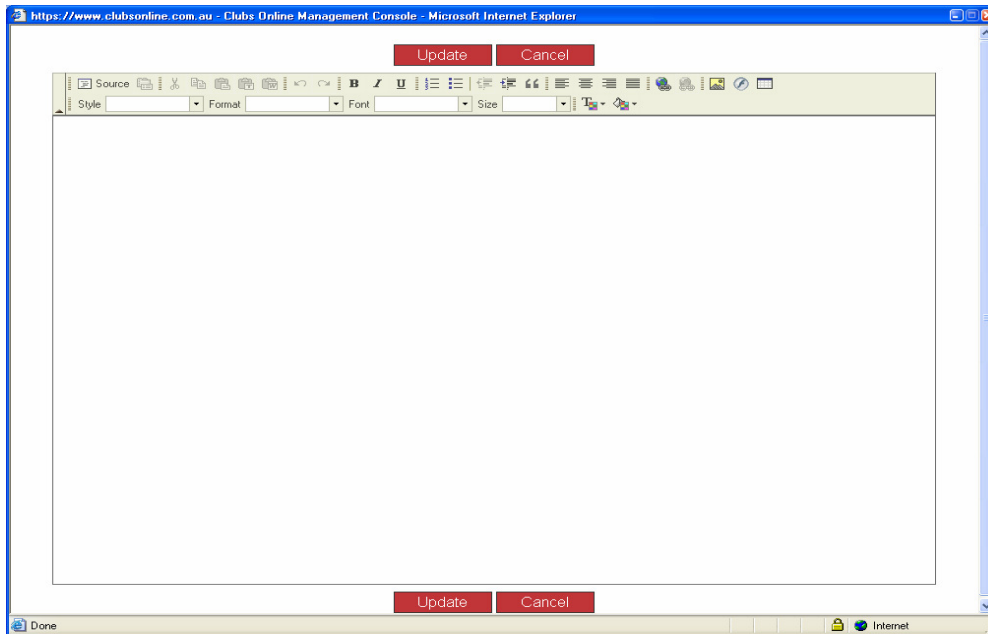 https://www.clubsonline.com.au - Clubs Online Management Console - Microsoft Internet Explorer
Update Cancel
Source B I U
Style Format Font Size
Update Cancel
Done Internet